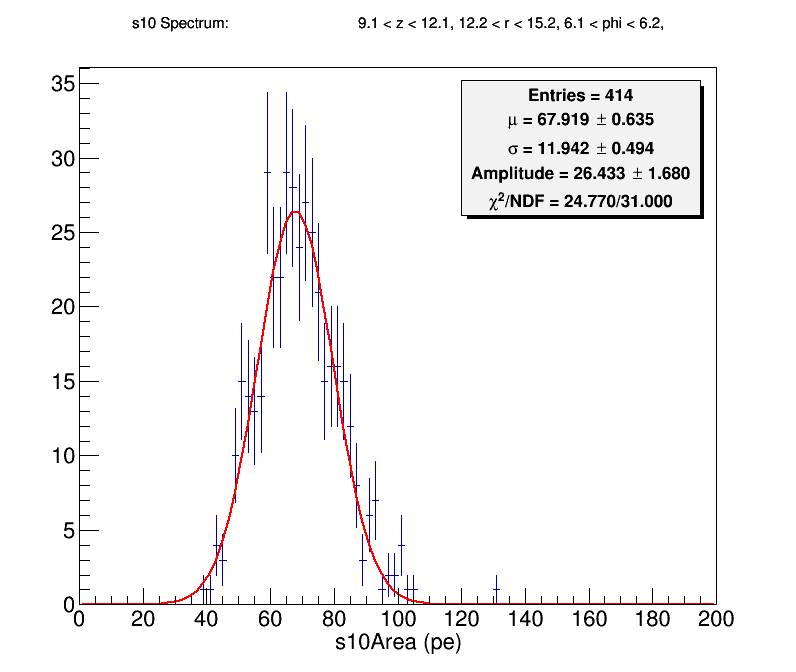 s10 Spectrum: 9.1 < z < 12.1, 12.2 < r < 15.2, 6.1 < phi < 6.2,
Entries = 414
μ = 67.919 ± 0.635
σ = 11.942 ± 0.494
Amplitude = 26.433 ± 1.680
χ²/NDF = 24.770/31.000
35
30
25
20
15
10
5
0
0 20 40 60 80 100 120 140 160 180 200
s10Area (pe)